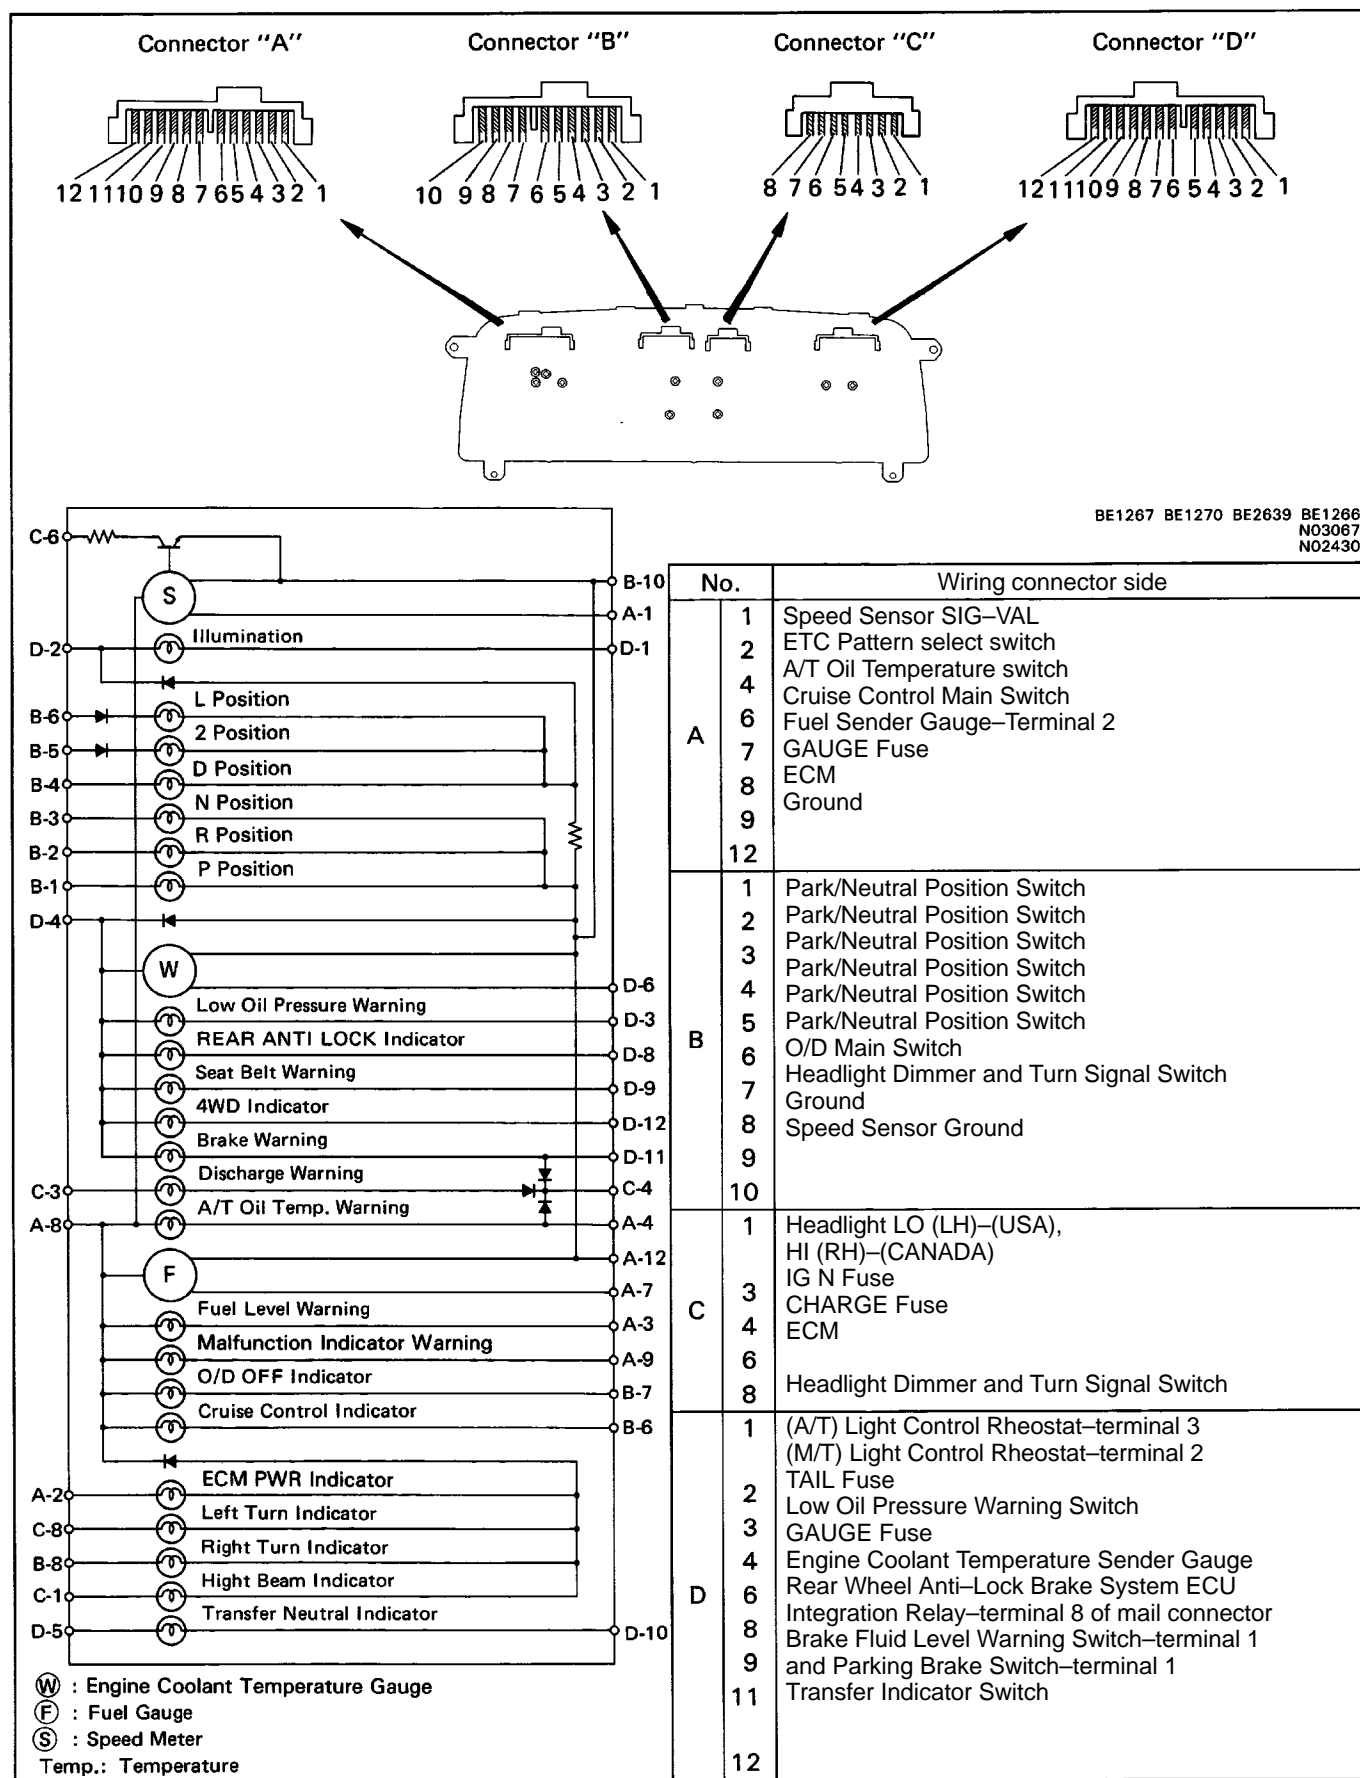 Connector "A" Connector "B" Connector "C" Connector "D"
12 11 10 9 8 7 6 5 4 3 2 1
10 9 8 7 6 5 4 3 2 1
8 7 6 5 4 3 2 1
12 11 10 9 8 7 6 5 4 3 2 1
BE1267 BE1270 BE2639 BE1266
N03067
N02430
C-6
B-10
S
A-1
Illumination
D-2
D-1
L Position
B-6
2 Position
B-5
D Position
B-4
N Position
B-3
R Position
B-2
P Position
B-1
D-4
W
D-6
Low Oil Pressure Warning
D-3
REAR ANTI LOCK Indicator
D-8
Seat Belt Warning
D-9
4WD Indicator
D-12
Brake Warning
D-11
Discharge Warning
C-3
C-4
A/T Oil Temp. Warning
A-8
A-4
A-12
F
A-7
Fuel Level Warning
A-3
Malfunction Indicator Warning
A-9
O/D OFF Indicator
B-7
Cruise Control Indicator
B-6
ECM PWR Indicator
A-2
Left Turn Indicator
C-8
Right Turn Indicator
B-8
Hight Beam Indicator
C-1
Transfer Neutral Indicator
D-5
D-10
W : Engine Coolant Temperature Gauge
F : Fuel Gauge
S : Speed Meter
Temp.: Temperature
No. Wiring connector side
A
1
2
4
6
7
8
9
12
Speed Sensor SIG–VAL
ETC Pattern select switch
A/T Oil Temperature switch
Cruise Control Main Switch
Fuel Sender Gauge–Terminal 2
GAUGE Fuse
ECM
Ground
B
1
2
3
4
5
6
7
8
9
10
Park/Neutral Position Switch
Park/Neutral Position Switch
Park/Neutral Position Switch
Park/Neutral Position Switch
Park/Neutral Position Switch
Park/Neutral Position Switch
O/D Main Switch
Headlight Dimmer and Turn Signal Switch
Ground
Speed Sensor Ground
C
1
3
4
6
8
Headlight LO (LH)–(USA),
HI (RH)–(CANADA)
IG N Fuse
CHARGE Fuse
ECM
Headlight Dimmer and Turn Signal Switch
D
1
2
3
4
6
8
9
11
12
(A/T) Light Control Rheostat–terminal 3
(M/T) Light Control Rheostat–terminal 2
TAIL Fuse
Low Oil Pressure Warning Switch
GAUGE Fuse
Engine Coolant Temperature Sender Gauge
Rear Wheel Anti–Lock Brake System ECU
Integration Relay–terminal 8 of mail connector
Brake Fluid Level Warning Switch–terminal 1
and Parking Brake Switch–terminal 1
Transfer Indicator Switch